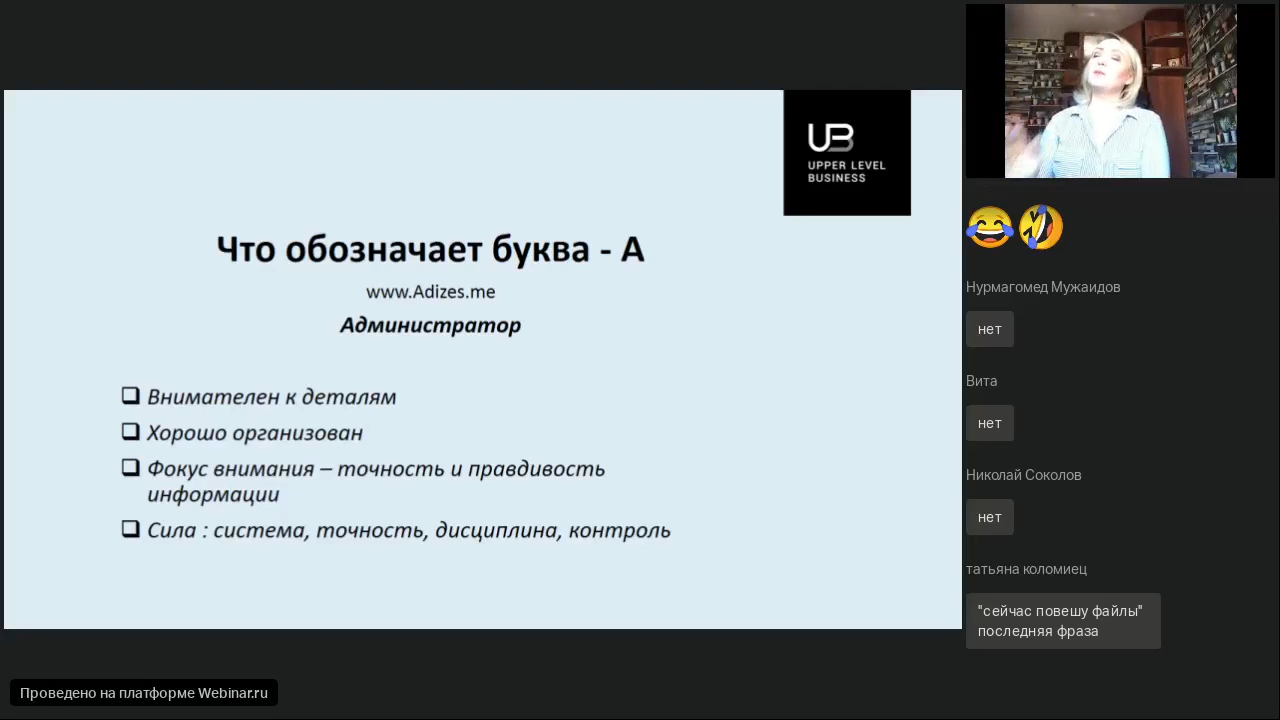 UB
UPPER LEVEL
BUSINESS
Что обозначает буква - А
www.Adizes.me
Администратор
Внимателен к деталям
Хорошо организован
Фокус внимания – точность и правдивость
информации
Сила : система, точность, дисциплина, контроль
Нурмагомед Мужаидов
нет
Вита
нет
Николай Соколов
нет
татьяна коломиец
"сейчас повешу файлы"
последняя фраза
Проведено на платформе Webinar.ru